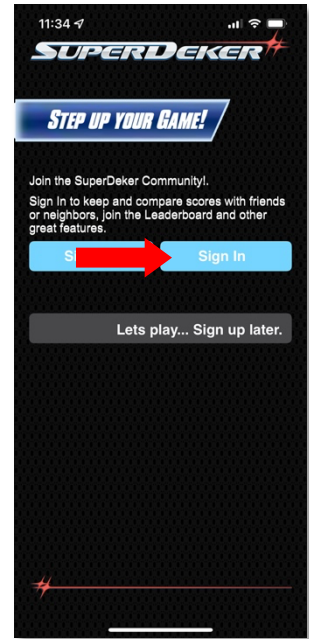 11:34
SUPERDEKER
STEP UP YOUR GAME!
Join the SuperDeker Community!.
Sign In to keep and compare scores with friends
or neighbors, join the Leaderboard and other
great features.
Sign In
Lets play... Sign up later.